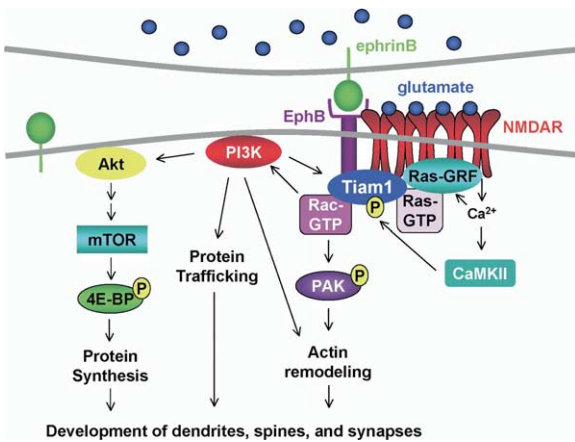 ephrinB
glutamate
EphB
NMDAR
Akt
PI3K
Tiam1
Ras-GRF
P
Rac-
GTP
Ras-
GTP
Ca²⁺
mTOR
Protein
Trafficking
CaMKII
PAK
P
4E-BP
P
Protein
Synthesis
Actin
remodeling
Development of dendrites, spines, and synapses